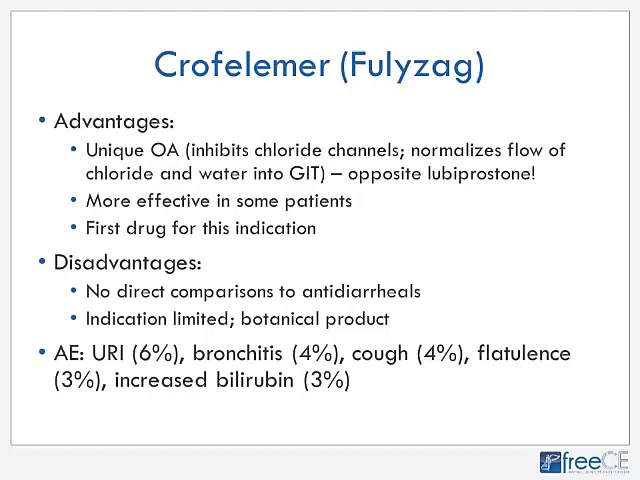 Crofelemer (Fulyzag)
• Advantages:
• Unique OA (inhibits chloride channels; normalizes flow of
chloride and water into GIT) – opposite lubiprostone!
• More effective in some patients
• First drug for this indication
• Disadvantages:
• No direct comparisons to antidiarrheals
• Indication limited; botanical product
• AE: URI (6%), bronchitis (4%), cough (4%), flatulence
(3%), increased bilirubin (3%)
freeCE